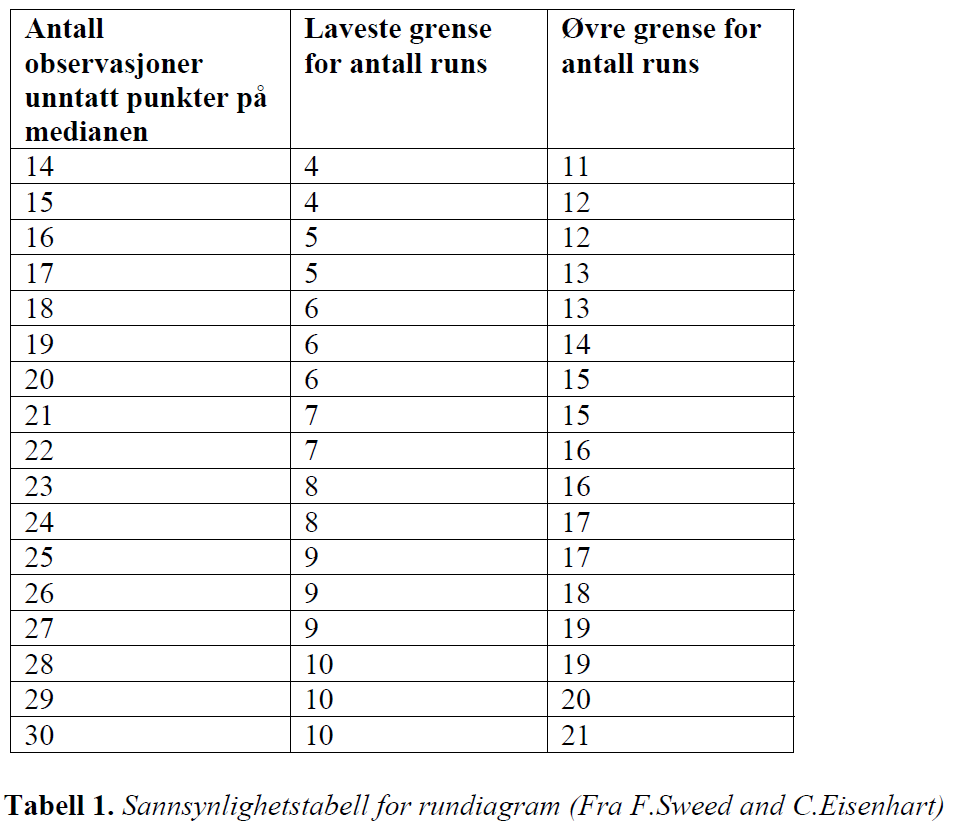 Antall
observasjoner
unntatt punkter på
medianen
Laveste grense
for antall runs
Øvre grense for
antall runs
14 4 11
15 4 12
16 5 12
17 5 13
18 6 13
19 6 14
20 6 15
21 7 15
22 7 16
23 8 16
24 8 17
25 9 17
26 9 18
27 9 19
28 10 19
29 10 20
30 10 21
Tabell 1. Sannsynlighetstabell for rundiagram (Fra F.Sweed and C.Eisenhart)